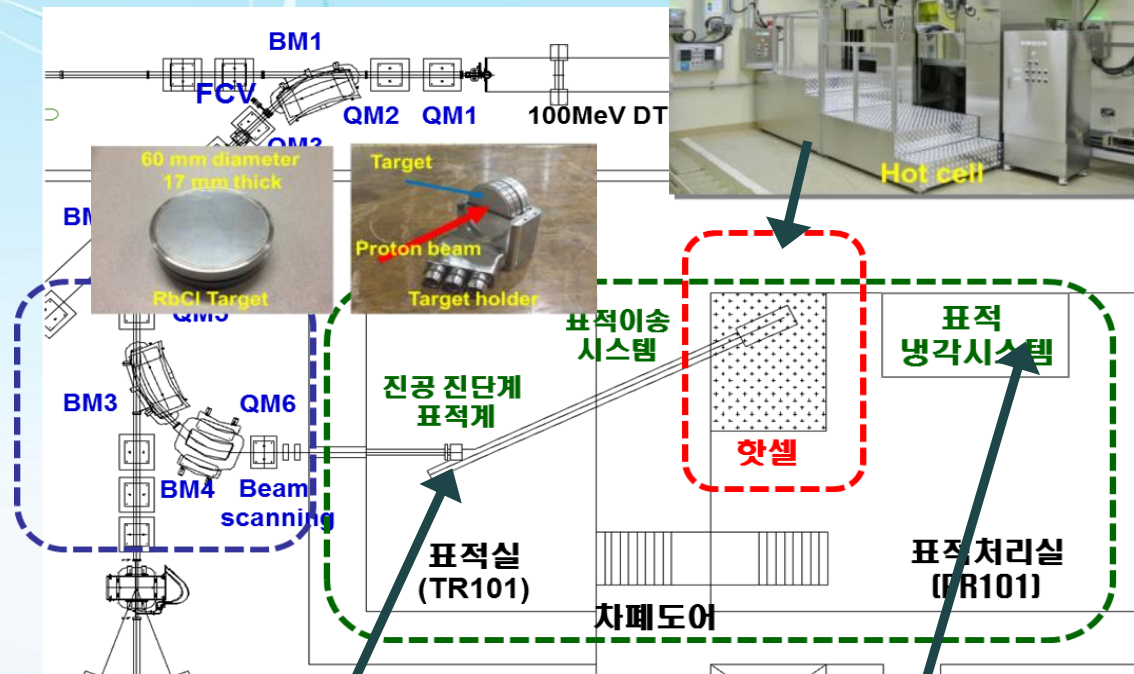 BM1
FCV
QM2
QM1
100MeV DT
QM3
60 mm diameter
17 mm thick
RbCl Target
Target
Proton beam
Target holder
Hot cell
QM5
BM3
QM6
BM4
Beam
scanning
진공 진단계
표적계
표적이송
시스템
표적
냉각시스템
핫셀
표적실
(TR101)
차폐도어
표적처리실
(PR101)